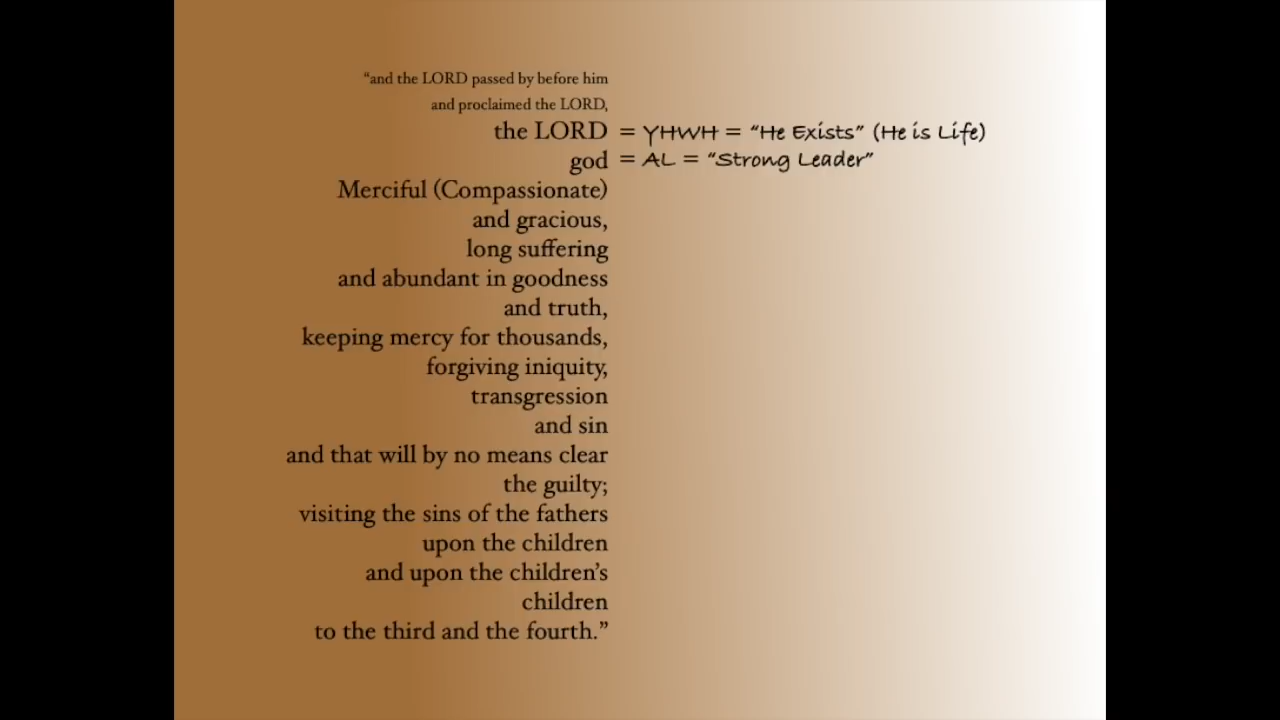 “and the LORD passed by before him
and proclaimed the LORD,
the LORD = YHWH = “He Exists” (He is Life)
god = AL = “Strong Leader”
Merciful (Compassionate)
and gracious,
long suffering
and abundant in goodness
and truth,
keeping mercy for thousands,
forgiving iniquity,
transgression
and sin
and that will by no means clear
the guilty;
visiting the sins of the fathers
upon the children
and upon the children’s
children
to the third and the fourth.”